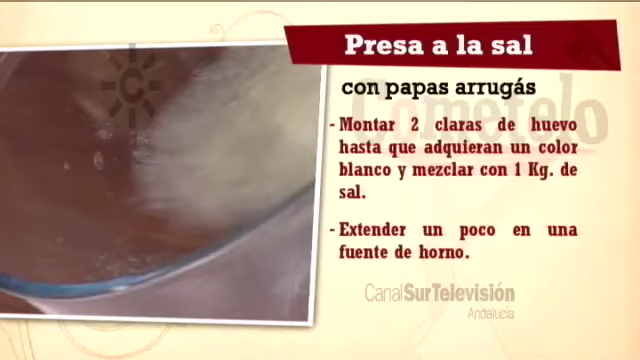 Presa a la sal
con papas arrugás
Cómetelo
- Montar 2 claras de huevo
hasta que adquieran un color
blanco y mezclar con 1 Kg. de
sal.
- Extender un poco en una
fuente de horno.
CanalSurTelevisión
Andalucía